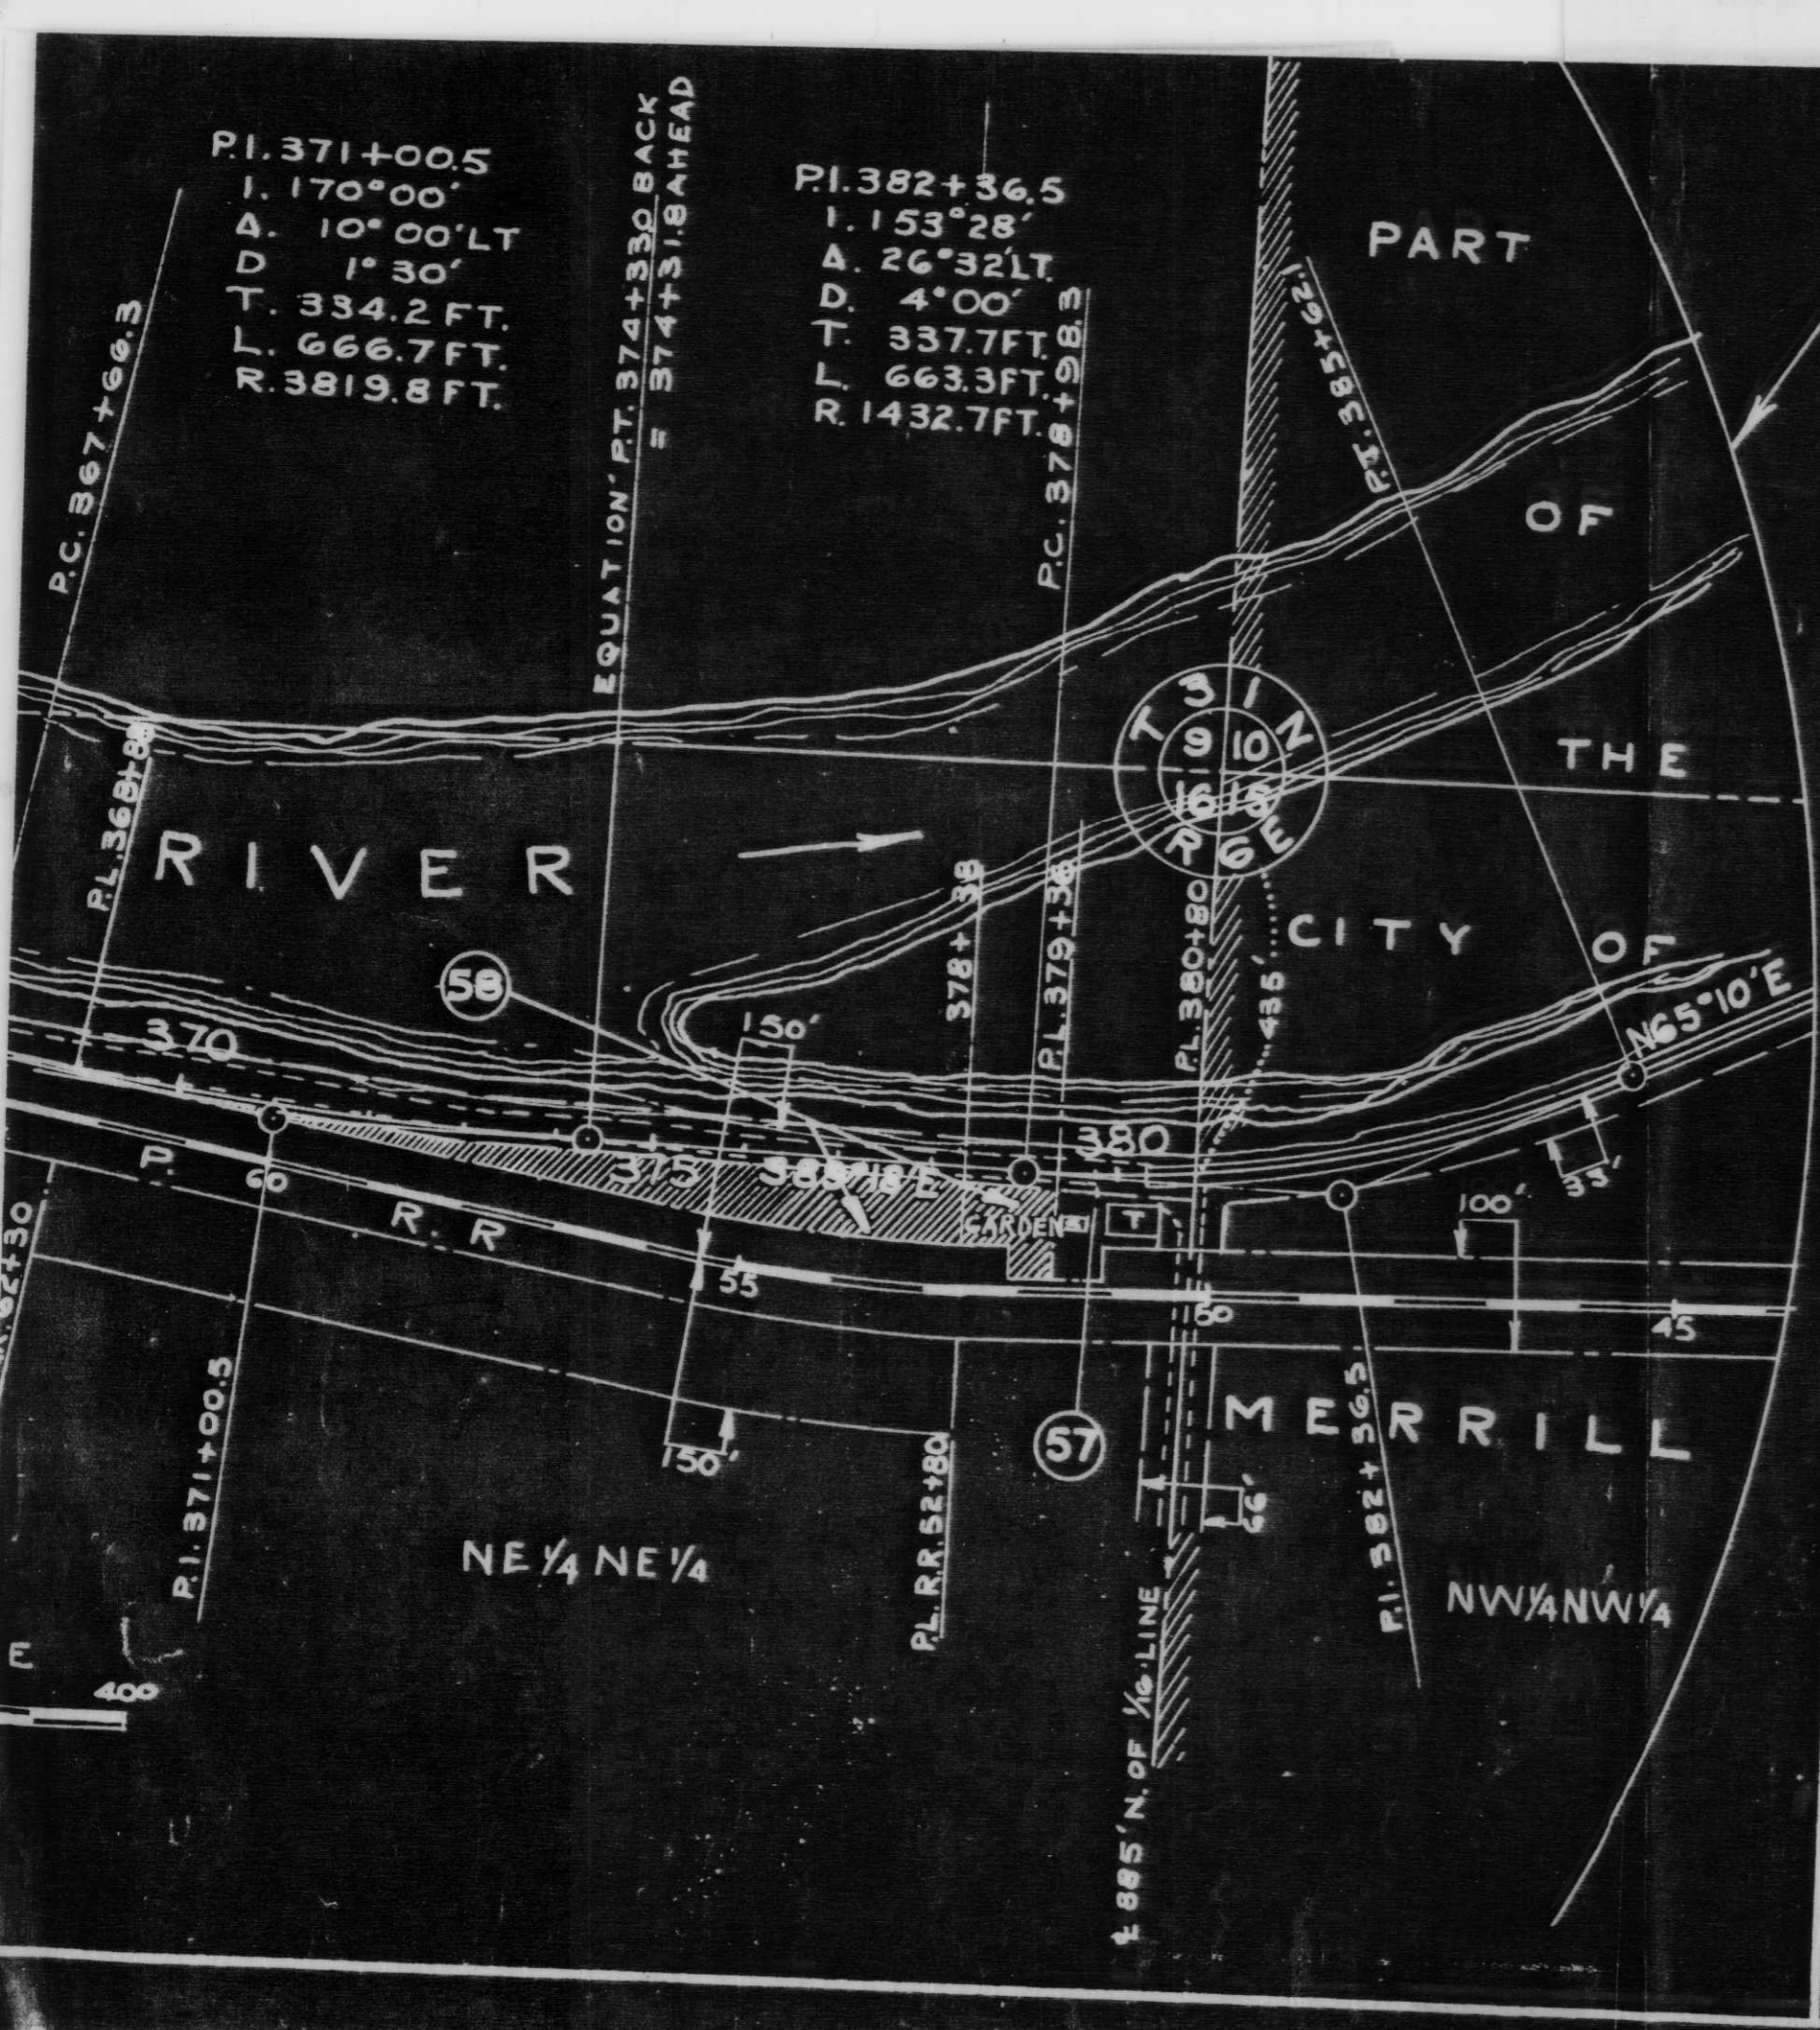 P.I. 371+00.5
I. 170°00'
Δ. 10°00' LT
D 1°30'
T. 334.2 FT.
L. 666.7 FT.
R. 3819.8 FT.
P.C. 367+66.3
EQUATION P.T. 374+33.0 BACK
= 374+31.8 AHEAD
P.I. 382+36.5
I. 153°28'
Δ. 26°32' LT.
D. 4°00'
T. 337.7 FT.
L. 663.3 FT.
R. 1432.7 FT.
P.C. 378+98.3
P.T. 385+62.1
PART
OF
THE
CITY OF
MERRILL
T 31 N
9 10
16 15
RGE
RIVER
P.L. 368+88
58
378+38
P.L. 379+36
P.L. 380+80
435'
N65°10'E
370
150'
380
375
S88°18'E
GARDEN
T
33'
100'
P.
60
R. R
55
50
45
62+30
P.I. 371+00.5
150'
57
P.L. R.R. 52+80
66'
P.I. 382+36.5
NE 1/4 NE 1/4
NW 1/4 NW 1/4
885' N. OF 1/16 LINE
E
400